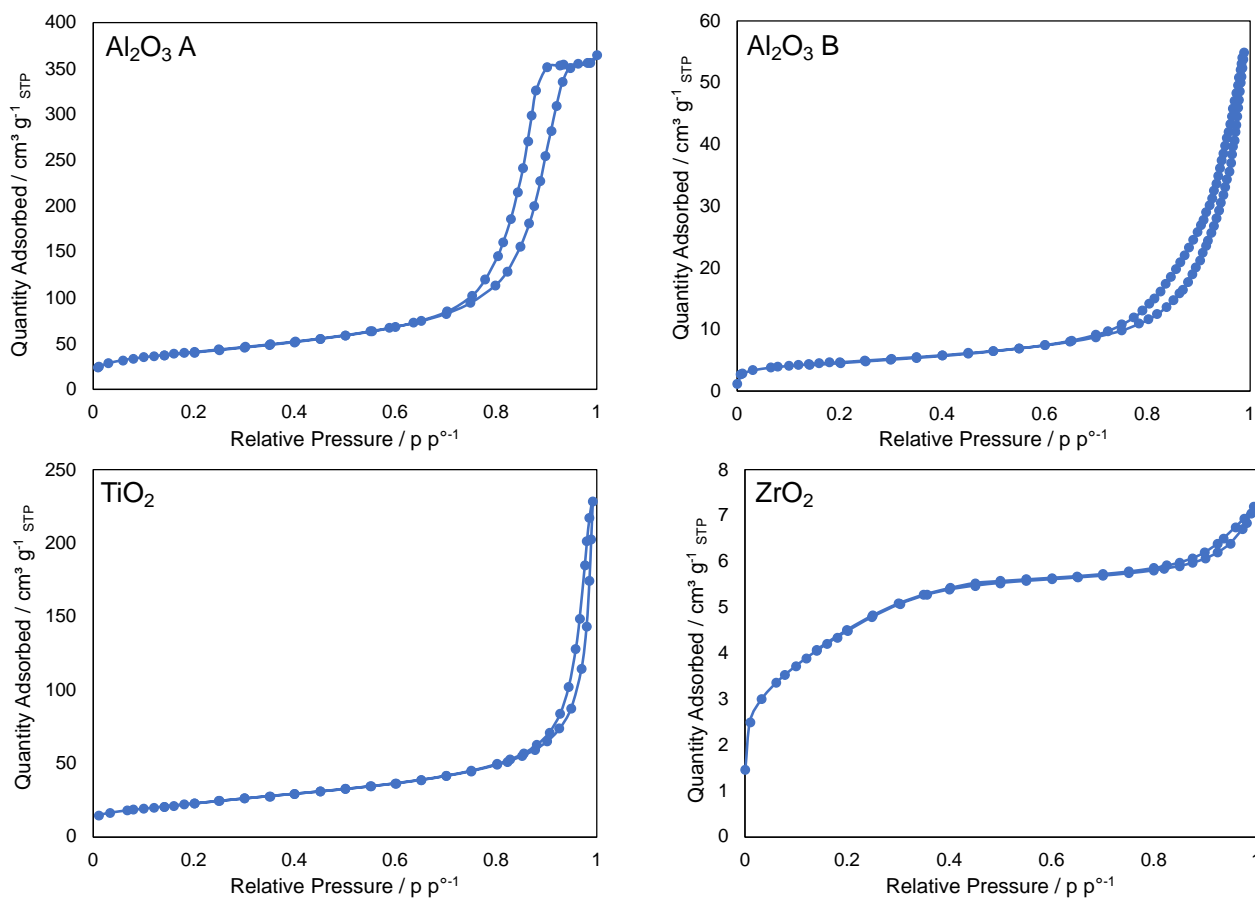 Al₂O₃ A
Quantity Adsorbed / cm³ g⁻¹ STP
400
350
300
250
200
150
100
50
0
0 0.2 0.4 0.6 0.8 1
Relative Pressure / p p°⁻¹
Al₂O₃ B
Quantity Adsorbed / cm³ g⁻¹ STP
60
50
40
30
20
10
0
0 0.2 0.4 0.6 0.8 1
Relative Pressure / p p°⁻¹
TiO₂
Quantity Adsorbed / cm³ g⁻¹ STP
250
200
150
100
50
0
0 0.2 0.4 0.6 0.8 1
Relative Pressure / p p°⁻¹
ZrO₂
Quantity Adsorbed / cm³ g⁻¹ STP
8
7
6
5
4
3
2
1
0
0 0.2 0.4 0.6 0.8 1
Relative Pressure / p p°⁻¹